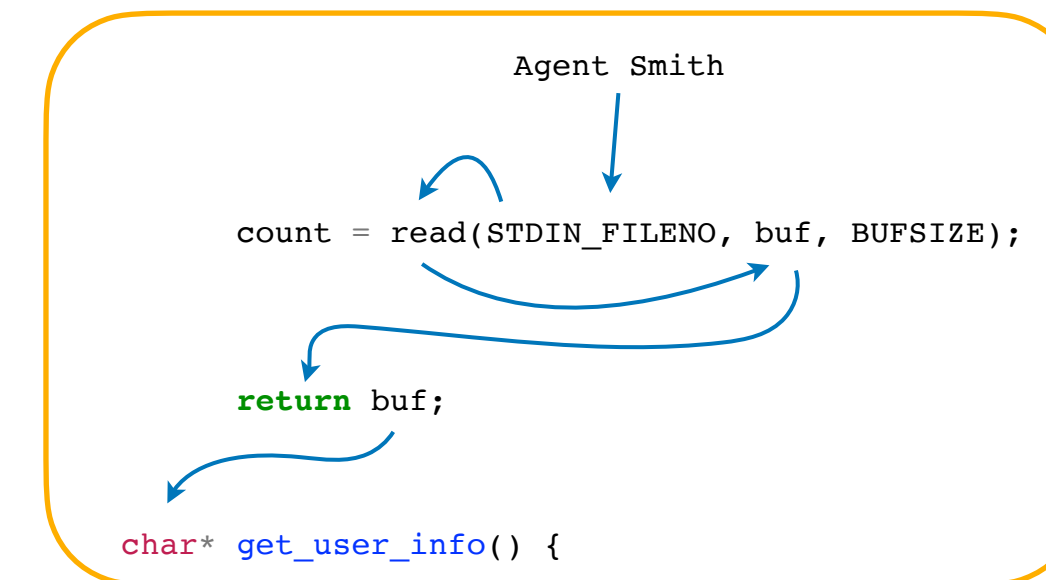 Agent Smith
count = read(STDIN_FILENO, buf, BUFSIZE);
return buf;
char* get_user_info() {